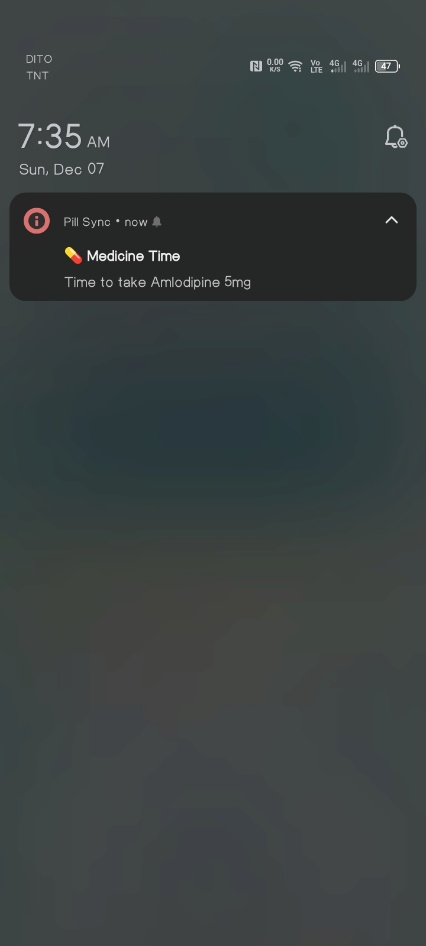 DITO
TNT
0.00 K/S
Vo LTE
4G
4G
47
7:35 AM
Sun, Dec 07
Pill Sync • now
💊 Medicine Time
Time to take Amlodipine 5mg